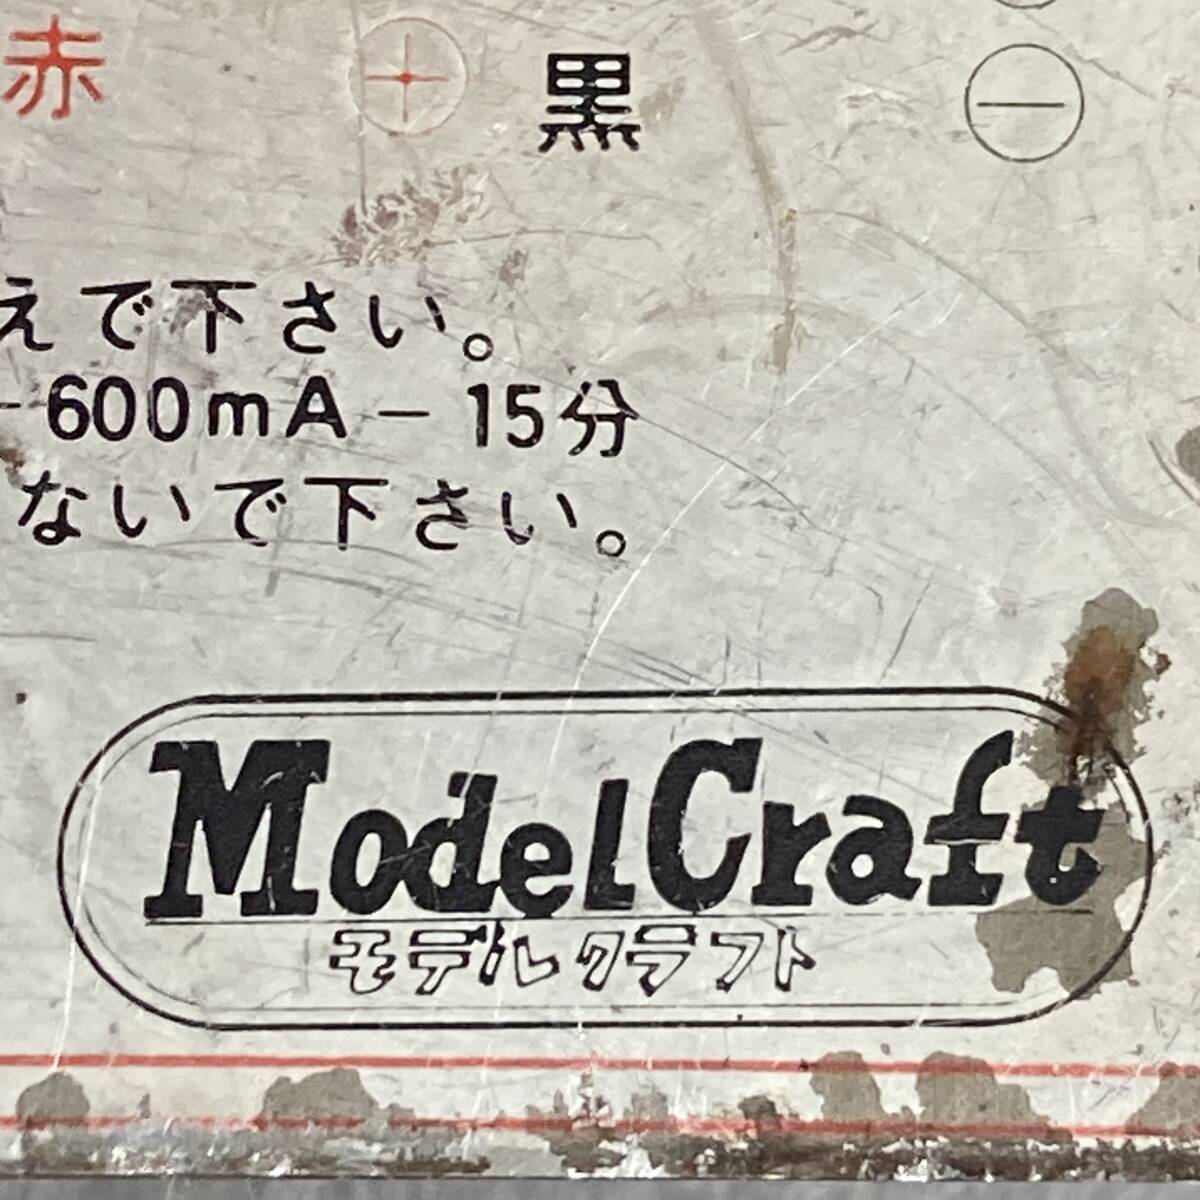 赤 ⊕ 黒 ⊖
えで下さい。
-600mA-15分
ないで下さい。
ModelCraft
モデルクラフト